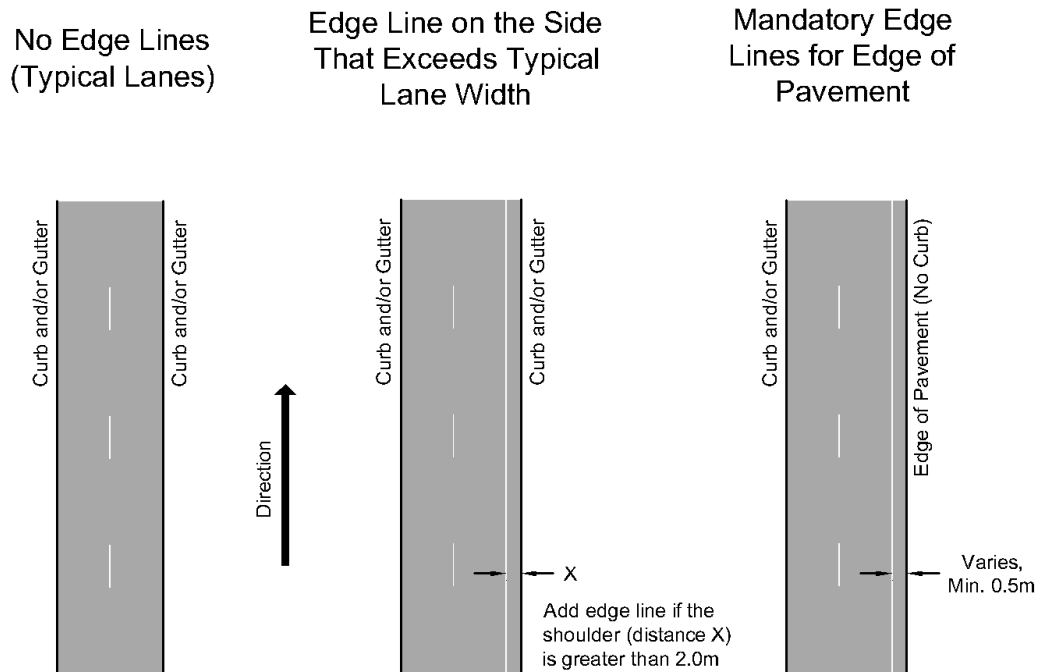 No Edge Lines
(Typical Lanes)
Edge Line on the Side
That Exceeds Typical
Lane Width
Mandatory Edge
Lines for Edge of
Pavement
Curb and/or Gutter
Curb and/or Gutter
Direction
Curb and/or Gutter
Curb and/or Gutter
X
Add edge line if the
shoulder (distance X)
is greater than 2.0m
Curb and/or Gutter
Edge of Pavement (No Curb)
Varies,
Min. 0.5m